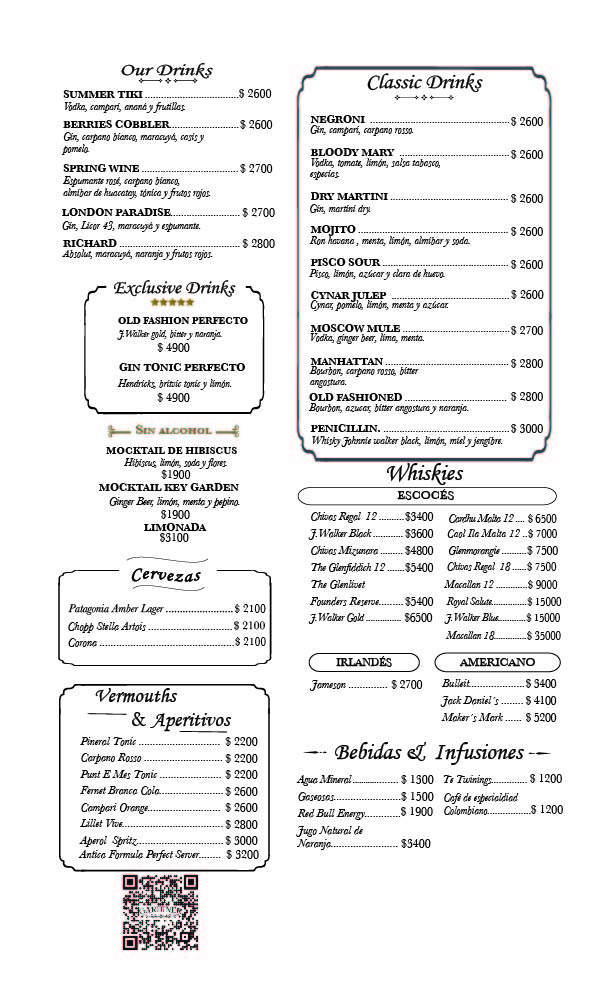 Our Drinks
SUMMER TIKI ............................$ 2600
Vodka, campari, ananá y frutillas.
BERRIES COBBLER.....................$ 2600
Gin, carpano bianco, maracuyá, casis y
pomelo.
SPRING WINE ............................$ 2700
Espumante rosé, carpano bianco,
almíbar de huacatay, tónica y frutos rojos.
LONDON PARADISE.....................$ 2700
Gin, Licor 43, maracuyá y espumante.
RICHARD ............................$ 2800
Absolut, maracuyá, naranja y frutos rojos.
Exclusive Drinks
OLD FASHION PERFECTO
J.Walker gold, bitter y naranja.
$ 4900
GIN TONIC PERFECTO
Hendricks, britvic tonic y limón.
$ 4900
SIN ALCOHOL
MOCKTAIL DE HIBISCUS
Hibiscus, limón, soda y flores.
$1900
MOCKTAIL KEY GARDEN
Ginger Beer, limón, menta y pepino.
$1900
LIMONADA
$3100
Cervezas
Patagonia Amber Lager ....................$ 2100
Chopp Stella Artois ....................$ 2100
Corona ....................$ 2100
Vermouths
& Aperitivos
Pineral Tonic .................... $ 2200
Carpano Rosso .................... $ 2200
Punt E Mes Tonic .................... $ 2200
Fernet Branca Cola.................... $ 2600
Campari Orange.................... $ 2600
Lillet Vive.................... $ 2800
Aperol Spritz.................... $ 3000
Antica Formula Perfect Server....... $ 3200
Classic Drinks
NEGRONI ....................$ 2600
Gin, campari, carpano rosso.
BLOODY MARY ....................$ 2600
Vodka, tomate, limón, salsa tabasco,
especias.
DRY MARTINI ....................$ 2600
Gin, martini dry.
MOJITO ....................$ 2600
Ron havana , menta, limón, almíbar y soda.
PISCO SOUR ....................$ 2600
Pisco, limón, azúcar y clara de huevo.
CYNAR JULEP ....................$ 2600
Cynar, pomelo, limón, menta y azúcar.
MOSCOW MULE ....................$ 2700
Vodka, ginger beer, lima, menta.
MANHATTAN ....................$ 2800
Bourbon, carpano rosso, bitter
angostura.
OLD FASHIONED ....................$ 2800
Bourbon, azucar, bitter angostura y naranja.
PENICILLIN. ....................$ 3000
Whisky Johnnie walker black, limón, miel y jengibre.
Whiskies
ESCOCÉS
Chivas Regal 12 .........$3400
J.Walker Black ..........$3600
Chivas Mizunara ........$4800
The Glenfiddich 12 ......$5400
The Glenlivet
Founders Reserve........$5400
J.Walker Gold ............. $6500
Cardhu Malta 12 .... $ 6500
Caol Ila Malta 12 ..$ 7000
Glenmorangie ........ $ 7500
Chivas Regal 18 .....$ 7500
Macallan 12 ......... $ 9000
Royal Salute............$ 15000
J.Walker Blue..........$ 15000
Macallan 18............$ 35000
IRLANDÉS
Jameson .............. $ 2700
AMERICANO
Bulleit....................$ 3400
Jack Daniel´s ....... $ 4100
Maker´s Mark ...... $ 5200
Bebidas & Infusiones
Agua Mineral............... $ 1300
Gaseosas..................... $ 1500
Red Bull Energy............ $ 1900
Jugo Natural de
Naranja.......................$3400
Te Twinings............ $ 1200
Café de especialdiad
Colombiano...............$ 1200